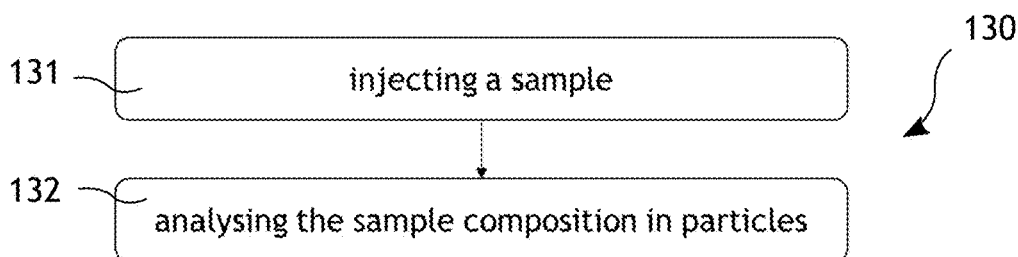 130
131
injecting a sample
132
analysing the sample composition in particles